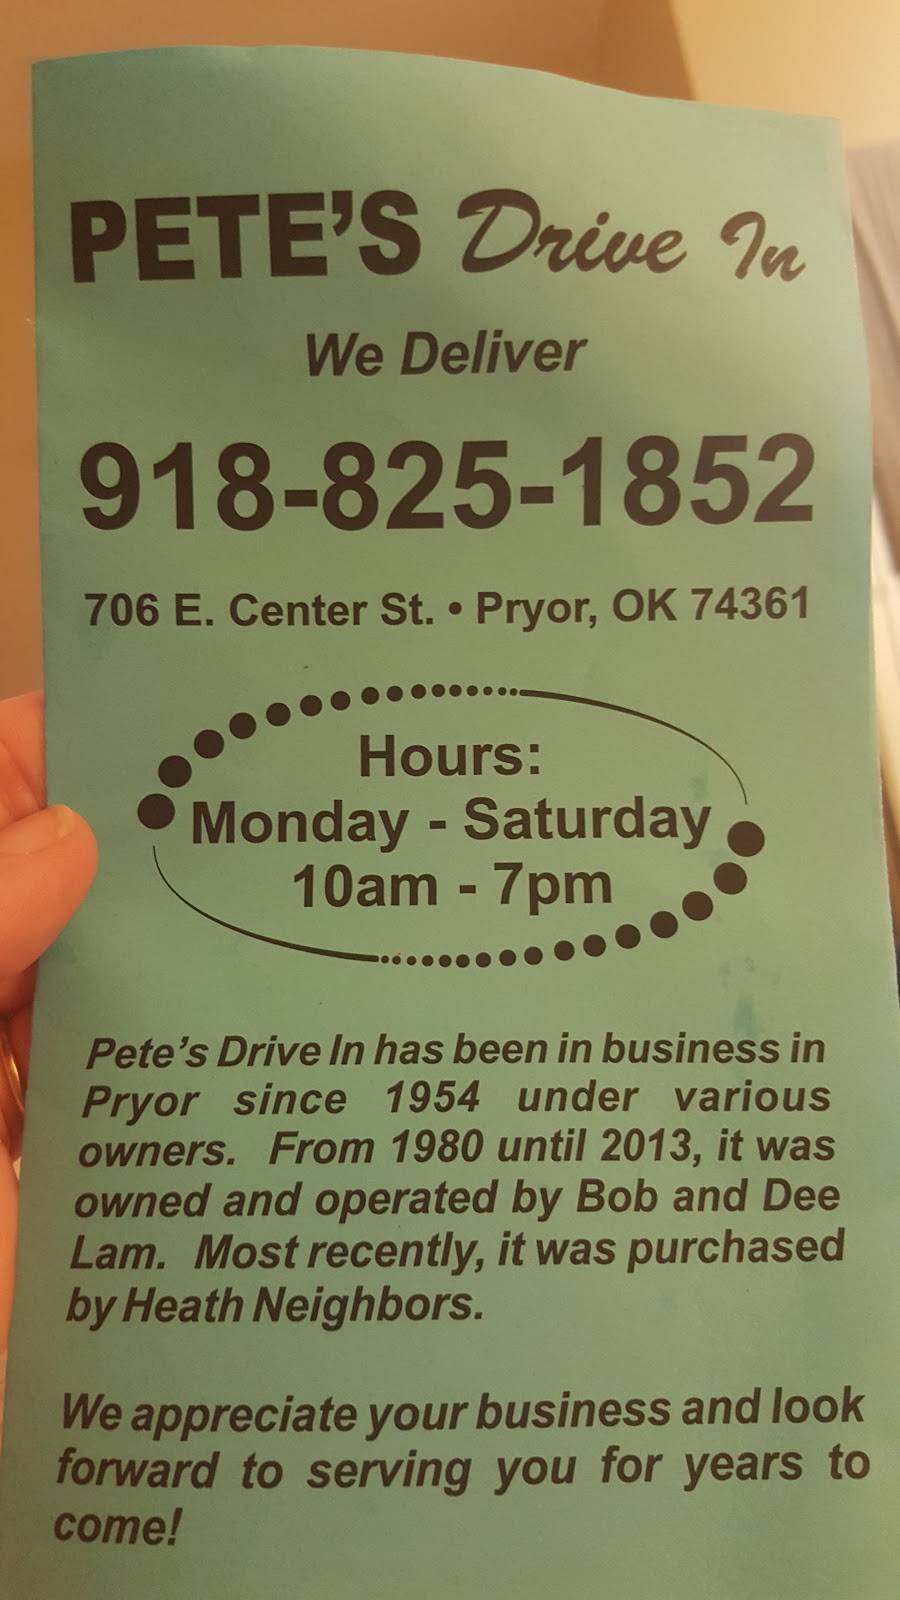 PETE'S Drive In
We Deliver
918-825-1852
706 E. Center St. • Pryor, OK 74361
Hours:
Monday - Saturday
10am - 7pm
Pete's Drive In has been in business in
Pryor since 1954 under various
owners. From 1980 until 2013, it was
owned and operated by Bob and Dee
Lam. Most recently, it was purchased
by Heath Neighbors.
We appreciate your business and look
forward to serving you for years to
come!